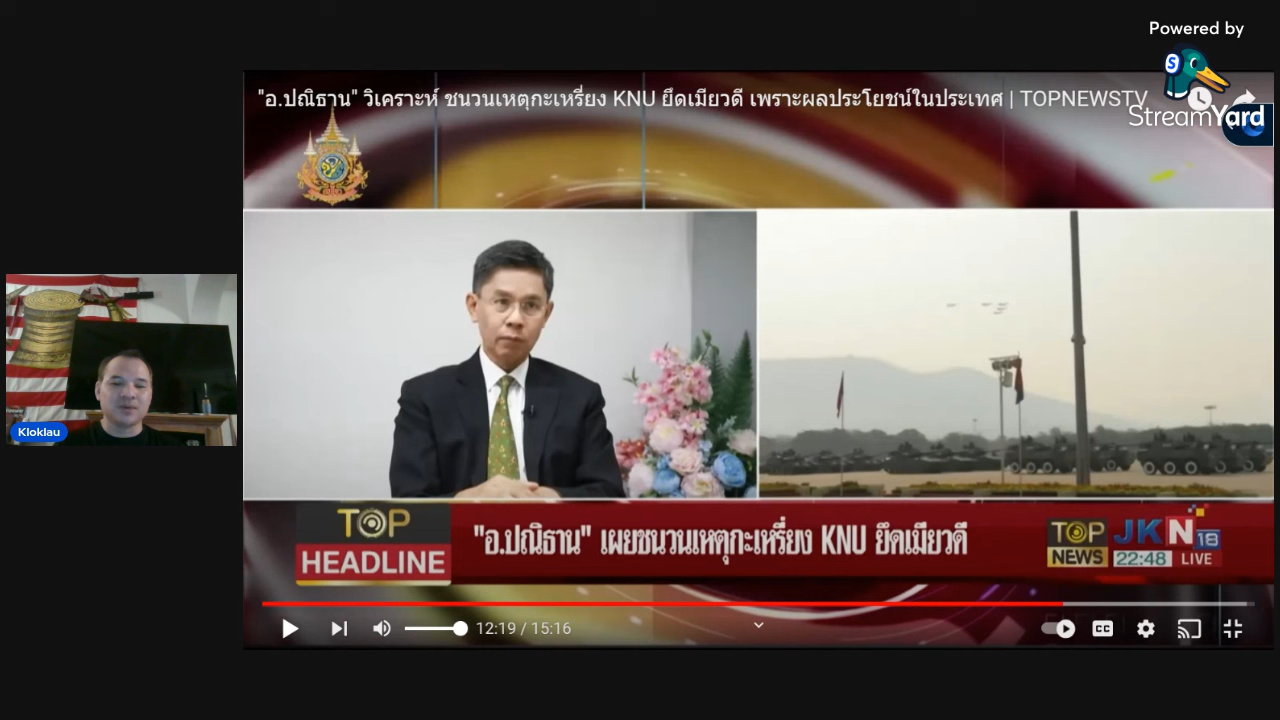 Powered by
StreamYard
"อ.ปณิธาน" วิเคราะห์ ชนวนเหตุกะเหรี่ยง KNU ยึดเมียวดี เพราะผลประโยชน์ในประเทศ | TOPNEWSTV
Kloklau
TOP
HEADLINE
"อ.ปณิธาน" เผยชนวนเหตุกะเหรี่ยง KNU ยึดเมียวดี
TOP
NEWS
JKN 18
22:48 LIVE
12:19 / 15:16
CC